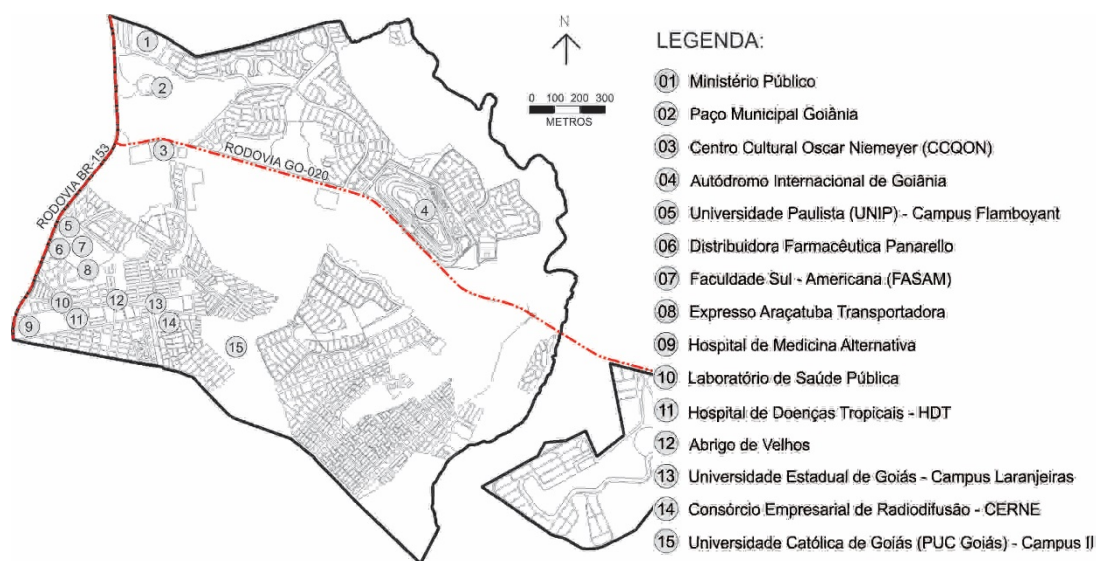 N
0 100 200 300
METROS
RODOVIA BR-153
RODOVIA GO-020
1
2
3
4
5
6
7
8
9
10
11
12
13
14
15
LEGENDA:
01 Ministério Público
02 Paço Municipal Goiânia
03 Centro Cultural Oscar Niemeyer (CCQON)
04 Autódromo Internacional de Goiânia
05 Universidade Paulista (UNIP) - Campus Flamboyant
06 Distribuidora Farmacêutica Panarello
07 Faculdade Sul - Americana (FASAM)
08 Expresso Araçatuba Transportadora
09 Hospital de Medicina Alternativa
10 Laboratório de Saúde Pública
11 Hospital de Doenças Tropicais - HDT
12 Abrigo de Velhos
13 Universidade Estadual de Goiás - Campus Laranjeiras
14 Consórcio Empresarial de Radiodifusão - CERNE
15 Universidade Católica de Goiás (PUC Goiás) - Campus II